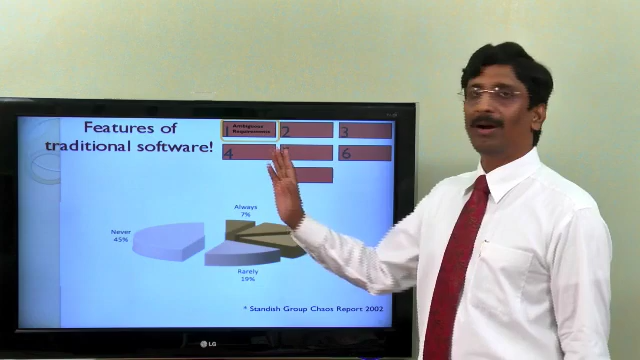 Features of
traditional software!
1 Ambiguous
Requirements
2
3
4
6
Always
7%
Never
45%
Rarely
19%
* Standish Group Chaos Report 2002
LG